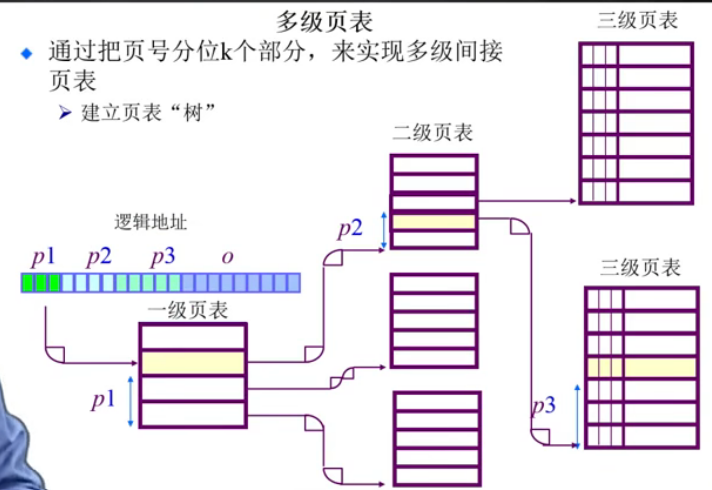 多级页表
通过把页号分位k个部分，来实现多级间接
页表
建立页表“树”
三级页表
二级页表
逻辑地址
p1 p2 p3 o
一级页表
p2
三级页表
p1
p3